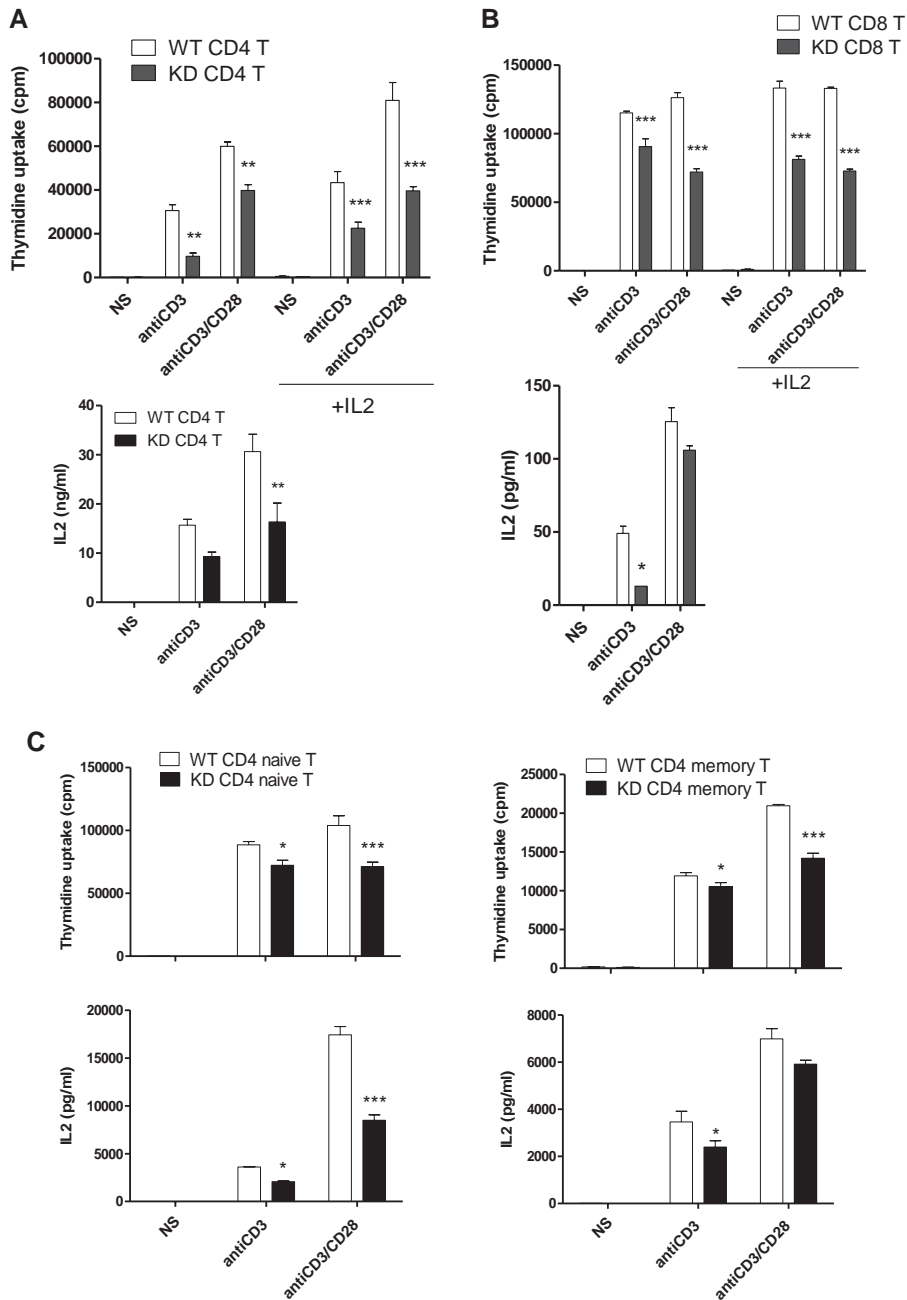 A
WT CD4 T
KD CD4 T
Thymidine uptake (cpm)
100000
80000
60000
40000
20000
0
** ** *** ***
NS antiCD3 antiCD3/CD28 NS antiCD3 antiCD3/CD28
+IL2
WT CD4 T
KD CD4 T
IL2 (ng/ml)
40
30
20
10
0
**
NS antiCD3 antiCD3/CD28
B
WT CD8 T
KD CD8 T
Thymidine uptake (cpm)
150000
100000
50000
0
*** *** *** ***
NS antiCD3 antiCD3/CD28 NS antiCD3 antiCD3/CD28
+IL2
IL2 (pg/ml)
150
100
50
0
*
NS antiCD3 antiCD3/CD28
C
WT CD4 naive T
KD CD4 naive T
Thymidine uptake (cpm)
150000
100000
50000
0
* ***
IL2 (pg/ml)
20000
15000
10000
5000
0
* ***
NS antiCD3 antiCD3/CD28
WT CD4 memory T
KD CD4 memory T
Thymidine uptake (cpm)
25000
20000
15000
10000
5000
0
* ***
IL2 (pg/ml)
8000
6000
4000
2000
0
*
NS antiCD3 antiCD3/CD28